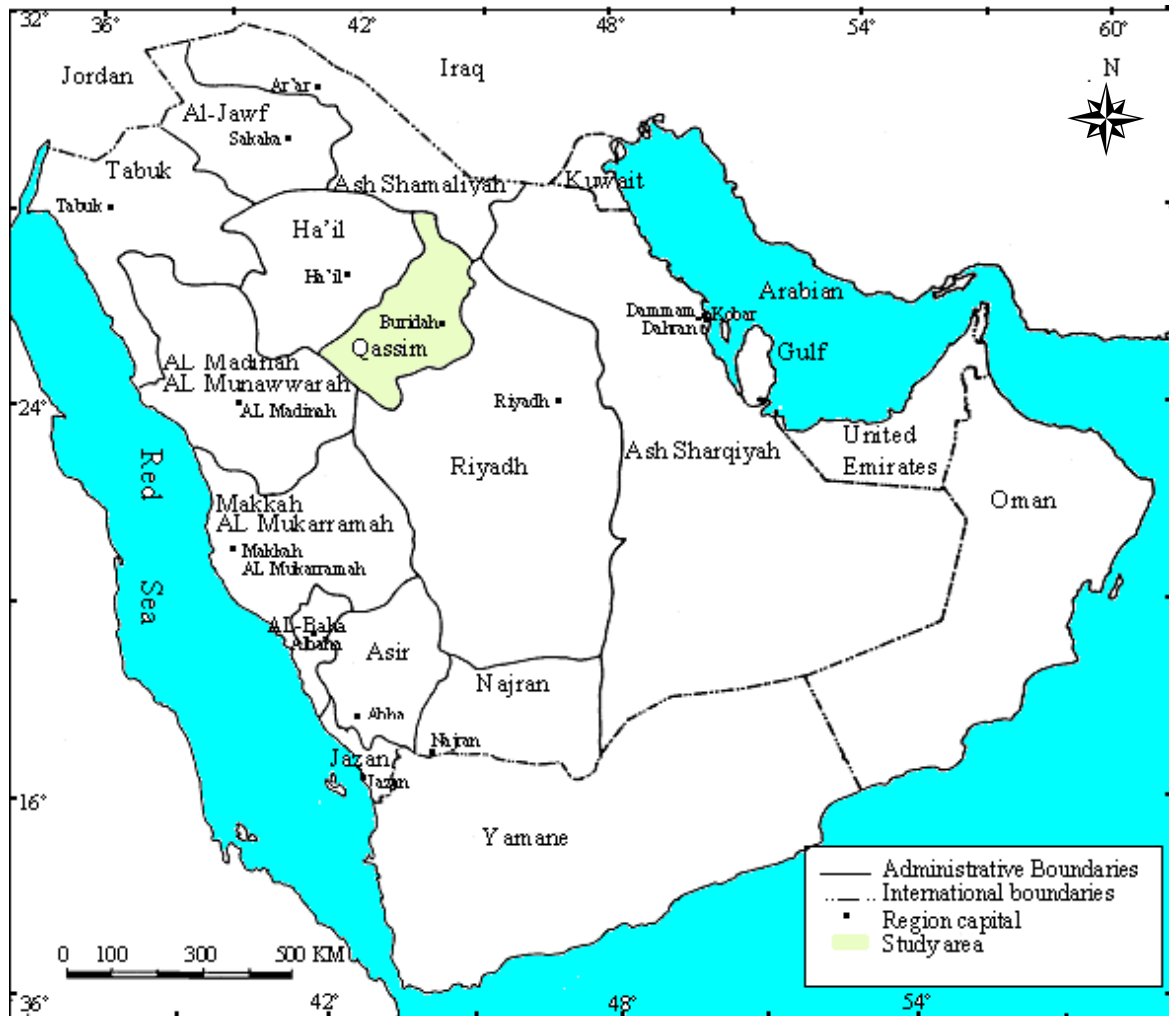 32° 36° 42° 48° 54° 60°
Jordan
Iraq
N
Ar'ar
Al-Jawf
Sakaka
Tabuk
Ash Shamaliyah
Kuwait
Tabuk
Ha'il
Ha'il
Arabian
Gulf
Dammam
Kobar
Dahran
Buridah
Qassim
AL Madinah
AL Munawwarah
AL Madinah
24°
Riyadh
Riyadh
Ash Sharqiyah
United
Emirates
Oman
Red
Sea
Makkah
AL Mukarramah
Makkah
AL Mukarramah
AL-Baha
Albaha
Asir
Najran
Abha
Najran
Jazan
Jazan
16°
Yamane
Administrative Boundaries
International boundaries
Region capital
Study area
0 100 300 500 KM
36° 42° 48° 54°